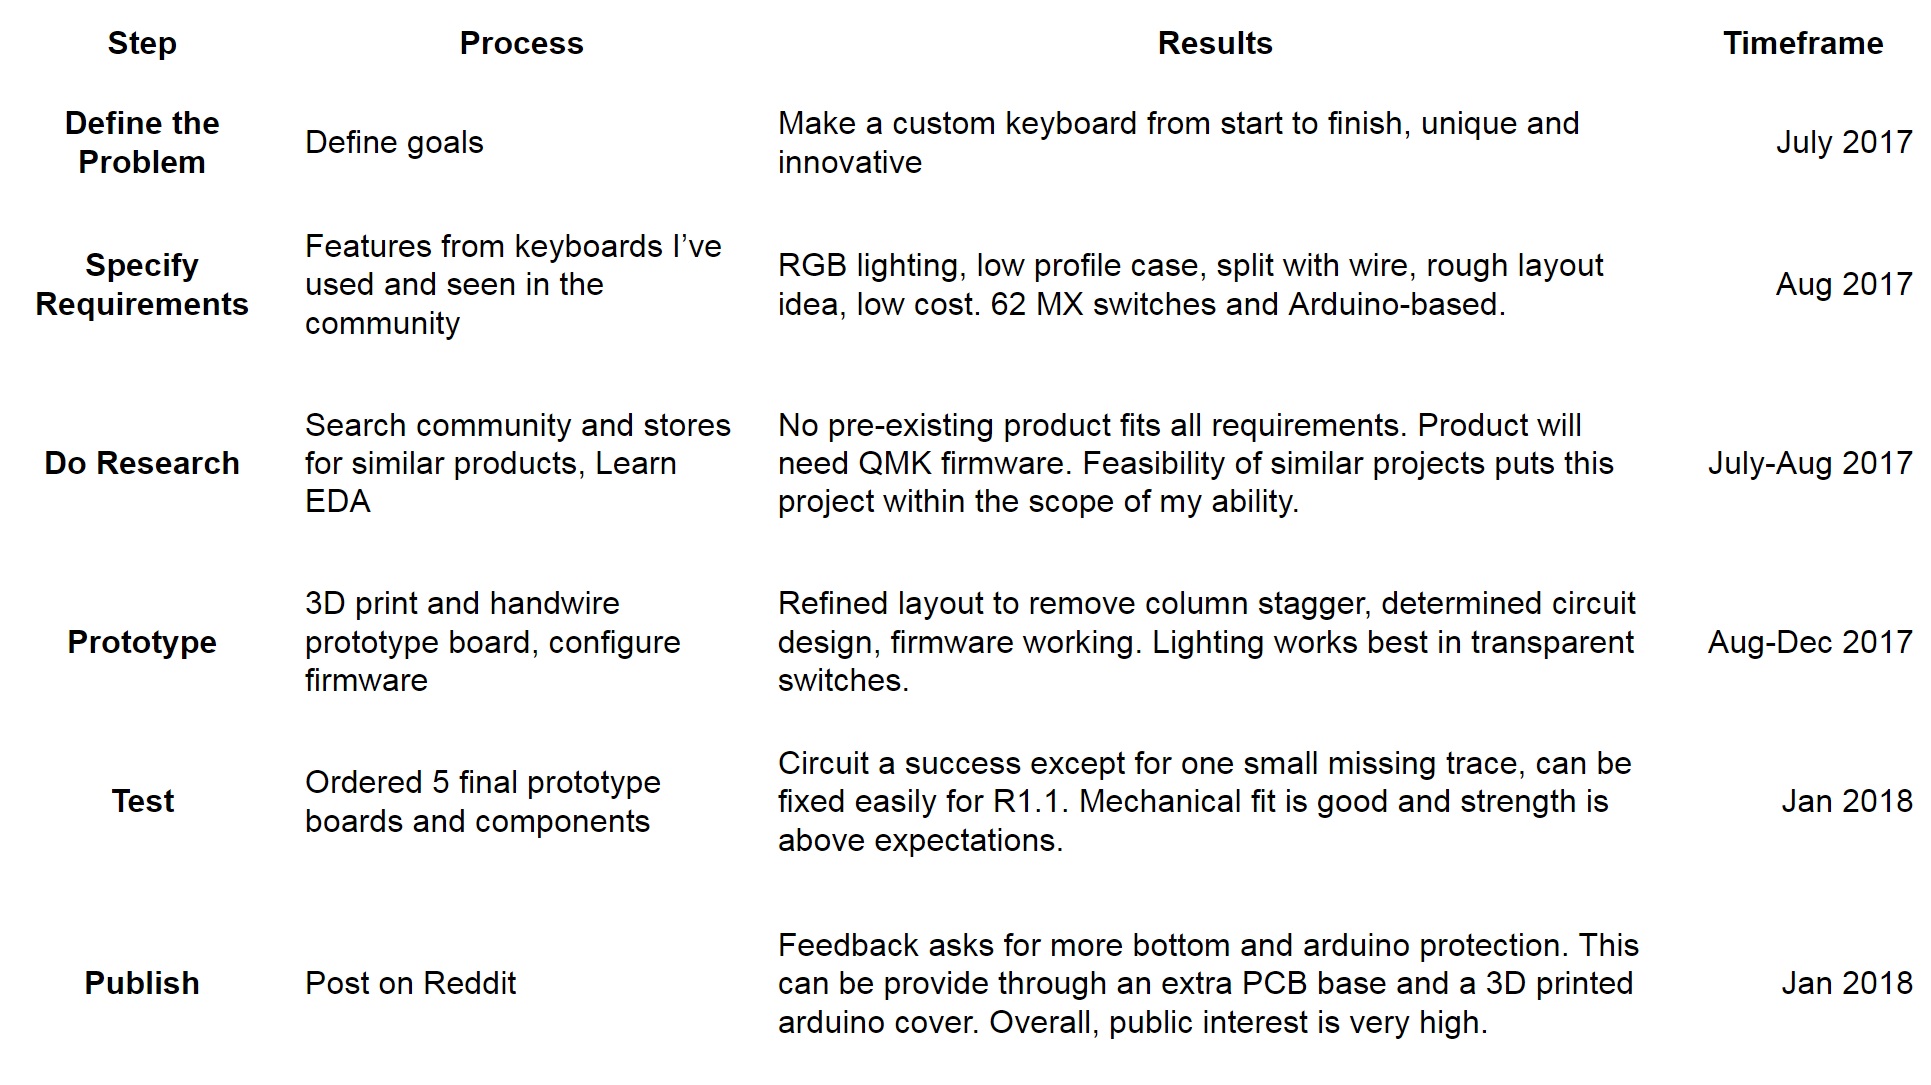 Step Process Results Timeframe
Define the
Problem
Define goals
Make a custom keyboard from start to finish, unique and
innovative
July 2017
Specify
Requirements
Features from keyboards I’ve
used and seen in the
community
RGB lighting, low profile case, split with wire, rough layout
idea, low cost. 62 MX switches and Arduino-based.
Aug 2017
Do Research
Search community and stores
for similar products, Learn
EDA
No pre-existing product fits all requirements. Product will
need QMK firmware. Feasibility of similar projects puts this
project within the scope of my ability.
July-Aug 2017
Prototype
3D print and handwire
prototype board, configure
firmware
Refined layout to remove column stagger, determined circuit
design, firmware working. Lighting works best in transparent
switches.
Aug-Dec 2017
Test
Ordered 5 final prototype
boards and components
Circuit a success except for one small missing trace, can be
fixed easily for R1.1. Mechanical fit is good and strength is
above expectations.
Jan 2018
Publish
Post on Reddit
Feedback asks for more bottom and arduino protection. This
can be provide through an extra PCB base and a 3D printed
arduino cover. Overall, public interest is very high.
Jan 2018